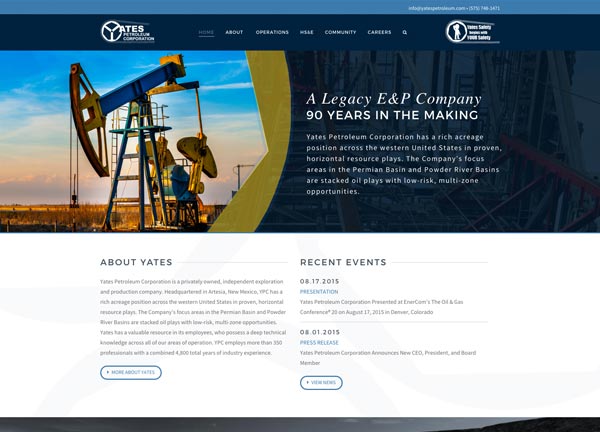 info@yatespetroleum.com • (575) 748-1471
YATES
PETROLEUM
CORPORATION
HOME ABOUT OPERATIONS HS&E COMMUNITY CAREERS
Yates Safety
begins with
YOUR Safety
A Legacy E&P Company
90 YEARS IN THE MAKING
Yates Petroleum Corporation has a rich acreage
position across the western United States in proven,
horizontal resource plays. The Company's focus
areas in the Permian Basin and Powder River Basins
are stacked oil plays with low-risk, multi-zone
opportunities.
ABOUT YATES
Yates Petroleum Corporation is a privately owned, independent exploration
and production company. Headquartered in Artesia, New Mexico, YPC has a
rich acreage position across the western United States in proven, horizontal
resource plays. The Company's focus areas in the Permian Basin and Powder
River Basins are stacked oil plays with low-risk, multi-zone opportunities.
Yates has a valuable resource in its employees, who possess a deep technical
knowledge across all of our areas of operation. YPC employs more than 350
professionals with a combined 4,800 total years of industry experience.
MORE ABOUT YATES
RECENT EVENTS
08.17.2015
PRESENTATION
Yates Petroleum Corporation Presented at EnerCom's The Oil & Gas
Conference® 20 on August 17, 2015 in Denver, Colorado
08.01.2015
PRESS RELEASE
Yates Petroleum Corporation Announces New CEO, President, and Board
Member
VIEW NEWS